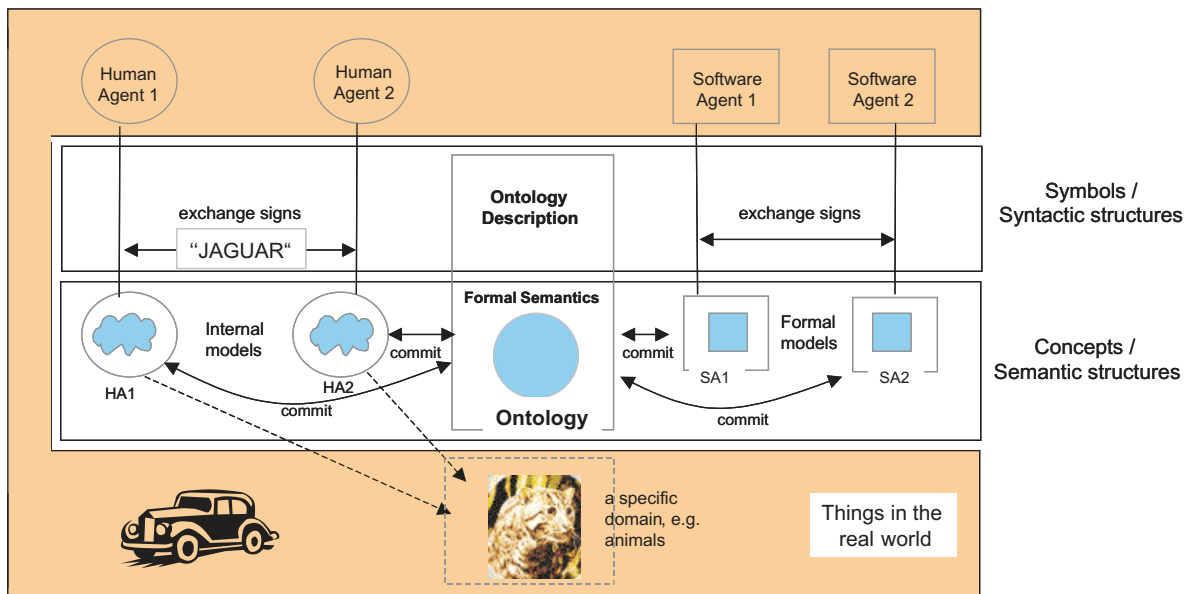 Human
Agent 1
Human
Agent 2
Software
Agent 1
Software
Agent 2
Ontology
Description
exchange signs
"JAGUAR“
exchange signs
Symbols /
Syntactic structures
Formal Semantics
Internal
models
commit
commit
Formal
models
HA1
HA2
SA1
SA2
commit
commit
Ontology
Concepts /
Semantic structures
a specific
domain, e.g.
animals
Things in the
real world